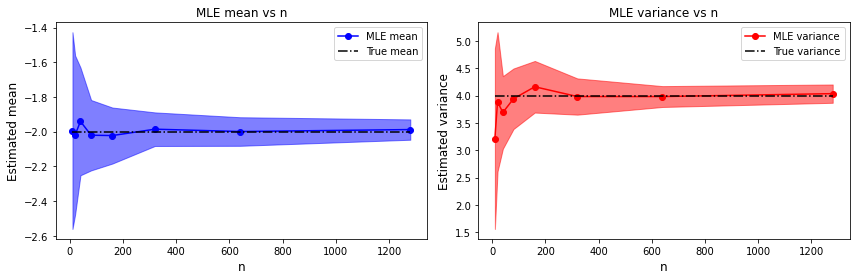 MLE mean vs n
MLE mean
True mean
Estimated mean
−1.4
−1.6
−1.8
−2.0
−2.2
−2.4
−2.6
0
200
400
600
800
1000
1200
n
MLE variance vs n
MLE variance
True variance
Estimated variance
5.0
4.5
4.0
3.5
3.0
2.5
2.0
1.5
0
200
400
600
800
1000
1200
n